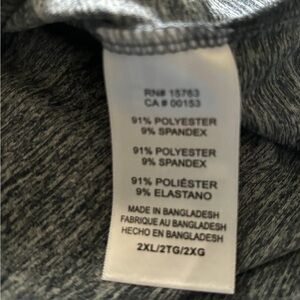 RN# 15763
CA # 00153
91% POLYESTER
9% SPANDEX
91% POLYESTER
9% SPANDEX
91% POLIÉSTER
9% ELASTANO
MADE IN BANGLADESH
FABRIQUE AU BANGLADESH
HECHO EN BANGLADESH
2XL/2TG/2XG